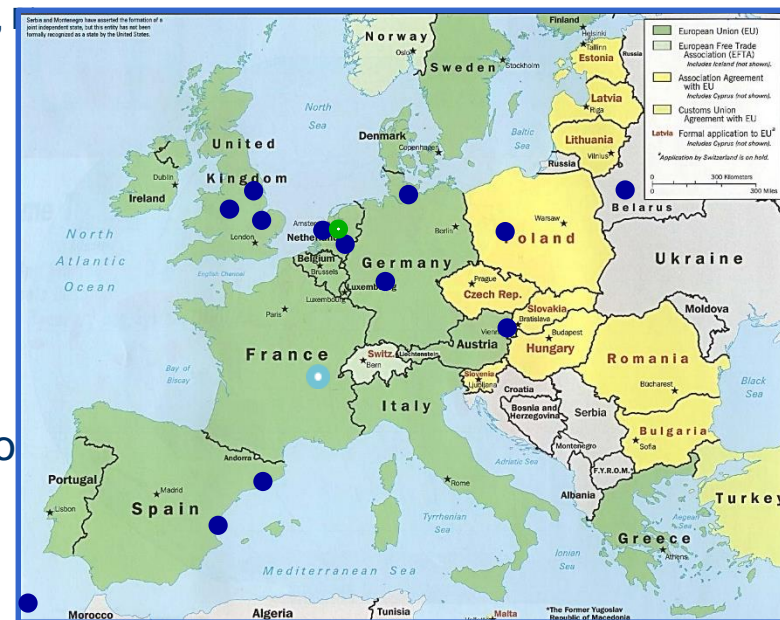 Serbia and Montenegro have asserted the formation of a
joint independent state, but this entity has not been
formally recognized as a state by the United States.
European Union (EU)
European Free Trade
Association (EFTA)
Includes Iceland (not shown).
Association Agreement
with EU
Includes Cyprus (not shown).
Customs Union
Agreement with EU
Latvia Formal application to EU²
Includes Cyprus (not shown).
Application by Switzerland is on hold.
0 300 Kilometers
0 300 Miles
Finland
Helsinki
Norway
Oslo
Sweden
Stockholm
Tallinn
Estonia
Russia
Latvia
Riga
Lithuania
Vilnius
Russia
Belarus
North
Sea
Baltic
Sea
Denmark
Copenhagen
United
Kingdom
Dublin
Ireland
London
North
Atlantic
Ocean
English Channel
Netherlands
Belgium
Brussels
Luxembourg
Germany
Berlin
Warsaw
Poland
Ukraine
Prague
Czech Rep.
Slovakia
Bratislava
Moldova
Paris
France
Switz.
Bern
Liechtenstein
Austria
Budapest
Hungary
Romania
Bucharest
Bay of
Biscay
Italy
Slovenia
Ljubljana
Croatia
Bosnia and
Herzegovina
Serbia
Montenegro
Bulgaria
Sofia
Black
Sea
Andorra
Portugal
Lisbon
Madrid
Spain
Rome
Adriatic Sea
F.Y.R.O.M.
Albania
Turkey
Tyrrhenian
Sea
Ionian
Sea
Aegean
Sea
Greece
Athens
Mediterranean Sea
Morocco
Algeria
Tunisia
Malta
*The Former Yugoslav
Republic of Macedonia